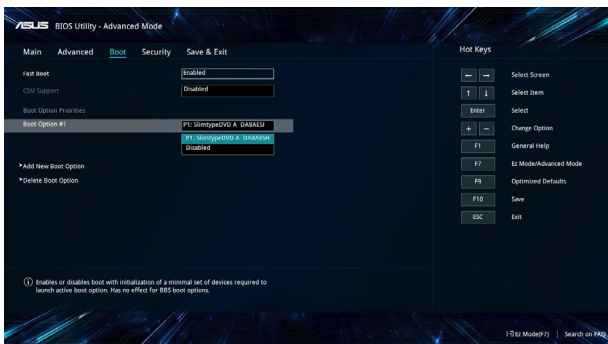 ASUS BIOS Utility - Advanced Mode
Main Advanced Boot Security Save & Exit
Hot Keys
Fast Boot Enabled
CSM Support Disabled
Boot Option Priorities
Boot Option #1 P1: SlimtypeDVD A DA8AESI
P1: SlimtypeDVD A DA8AESH
Disabled
>Add New Boot Option
>Delete Boot Option
← → Select Screen
↑ ↓ Select Item
Enter Select
+ − Change Option
F1 General Help
F7 Ez Mode/Advanced Mode
F9 Optimized Defaults
F10 Save
ESC Exit
Enables or disables boot with initialization of a minimal set of devices required to
launch active boot option. Has no effect for BBS boot options.
Ez Mode(F7) | Search on FAQ